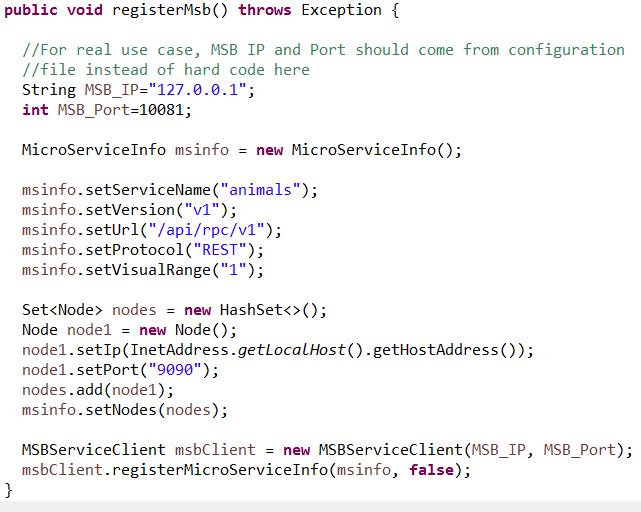 public void registerMsb() throws Exception {
//For real use case, MSB IP and Port should come from configuration
//file instead of hard code here
String MSB_IP="127.0.0.1";
int MSB_Port=10081;
MicroServiceInfo msinfo = new MicroServiceInfo();
msinfo.setServiceName("animals");
msinfo.setVersion("v1");
msinfo.setUrl("/api/rpc/v1");
msinfo.setProtocol("REST");
msinfo.setVisualRange("1");
Set<Node> nodes = new HashSet<>();
Node node1 = new Node();
node1.setIp(InetAddress.getLocalHost().getHostAddress());
node1.setPort("9090");
nodes.add(node1);
msinfo.setNodes(nodes);
MSBServiceClient msbClient = new MSBServiceClient(MSB_IP, MSB_Port);
msbClient.registerMicroServiceInfo(msinfo, false);
}